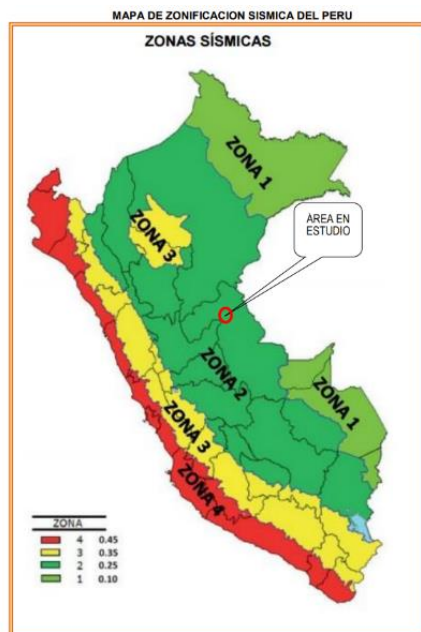 MAPA DE ZONIFICACION SISMICA DEL PERU
ZONAS SÍSMICAS
ZONA 1
ZONA 3
ÁREA EN
ESTUDIO
ZONA 2
ZONA 1
ZONA 3
ZONA 4
ZONA
4 0.45
3 0.35
2 0.25
1 0.10